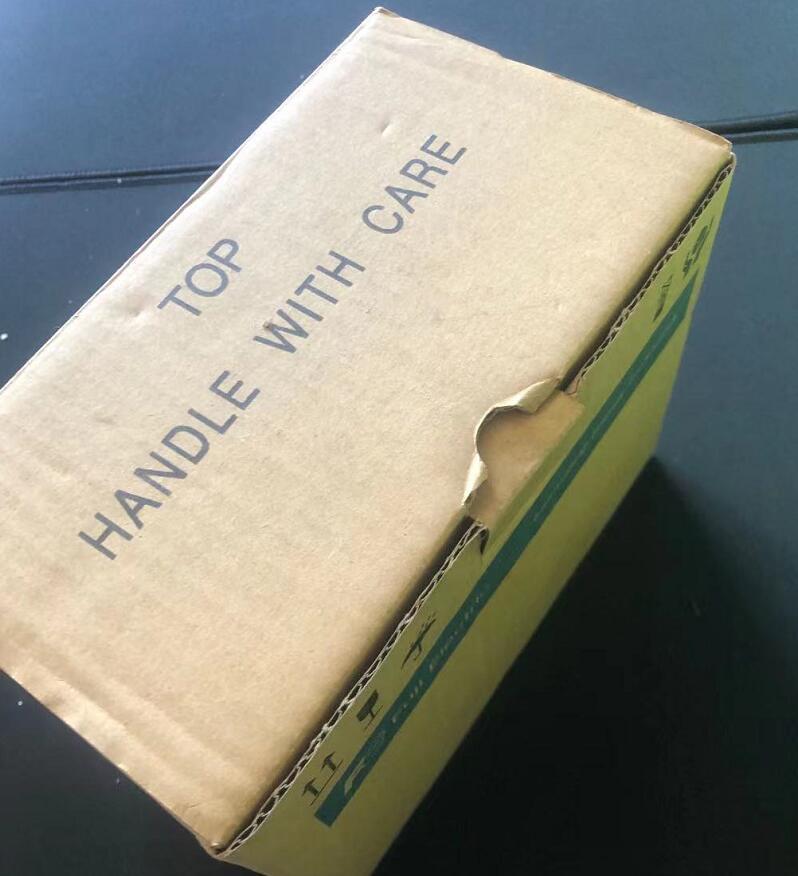 TOP
HANDLE WITH CARE
Fuji Electric